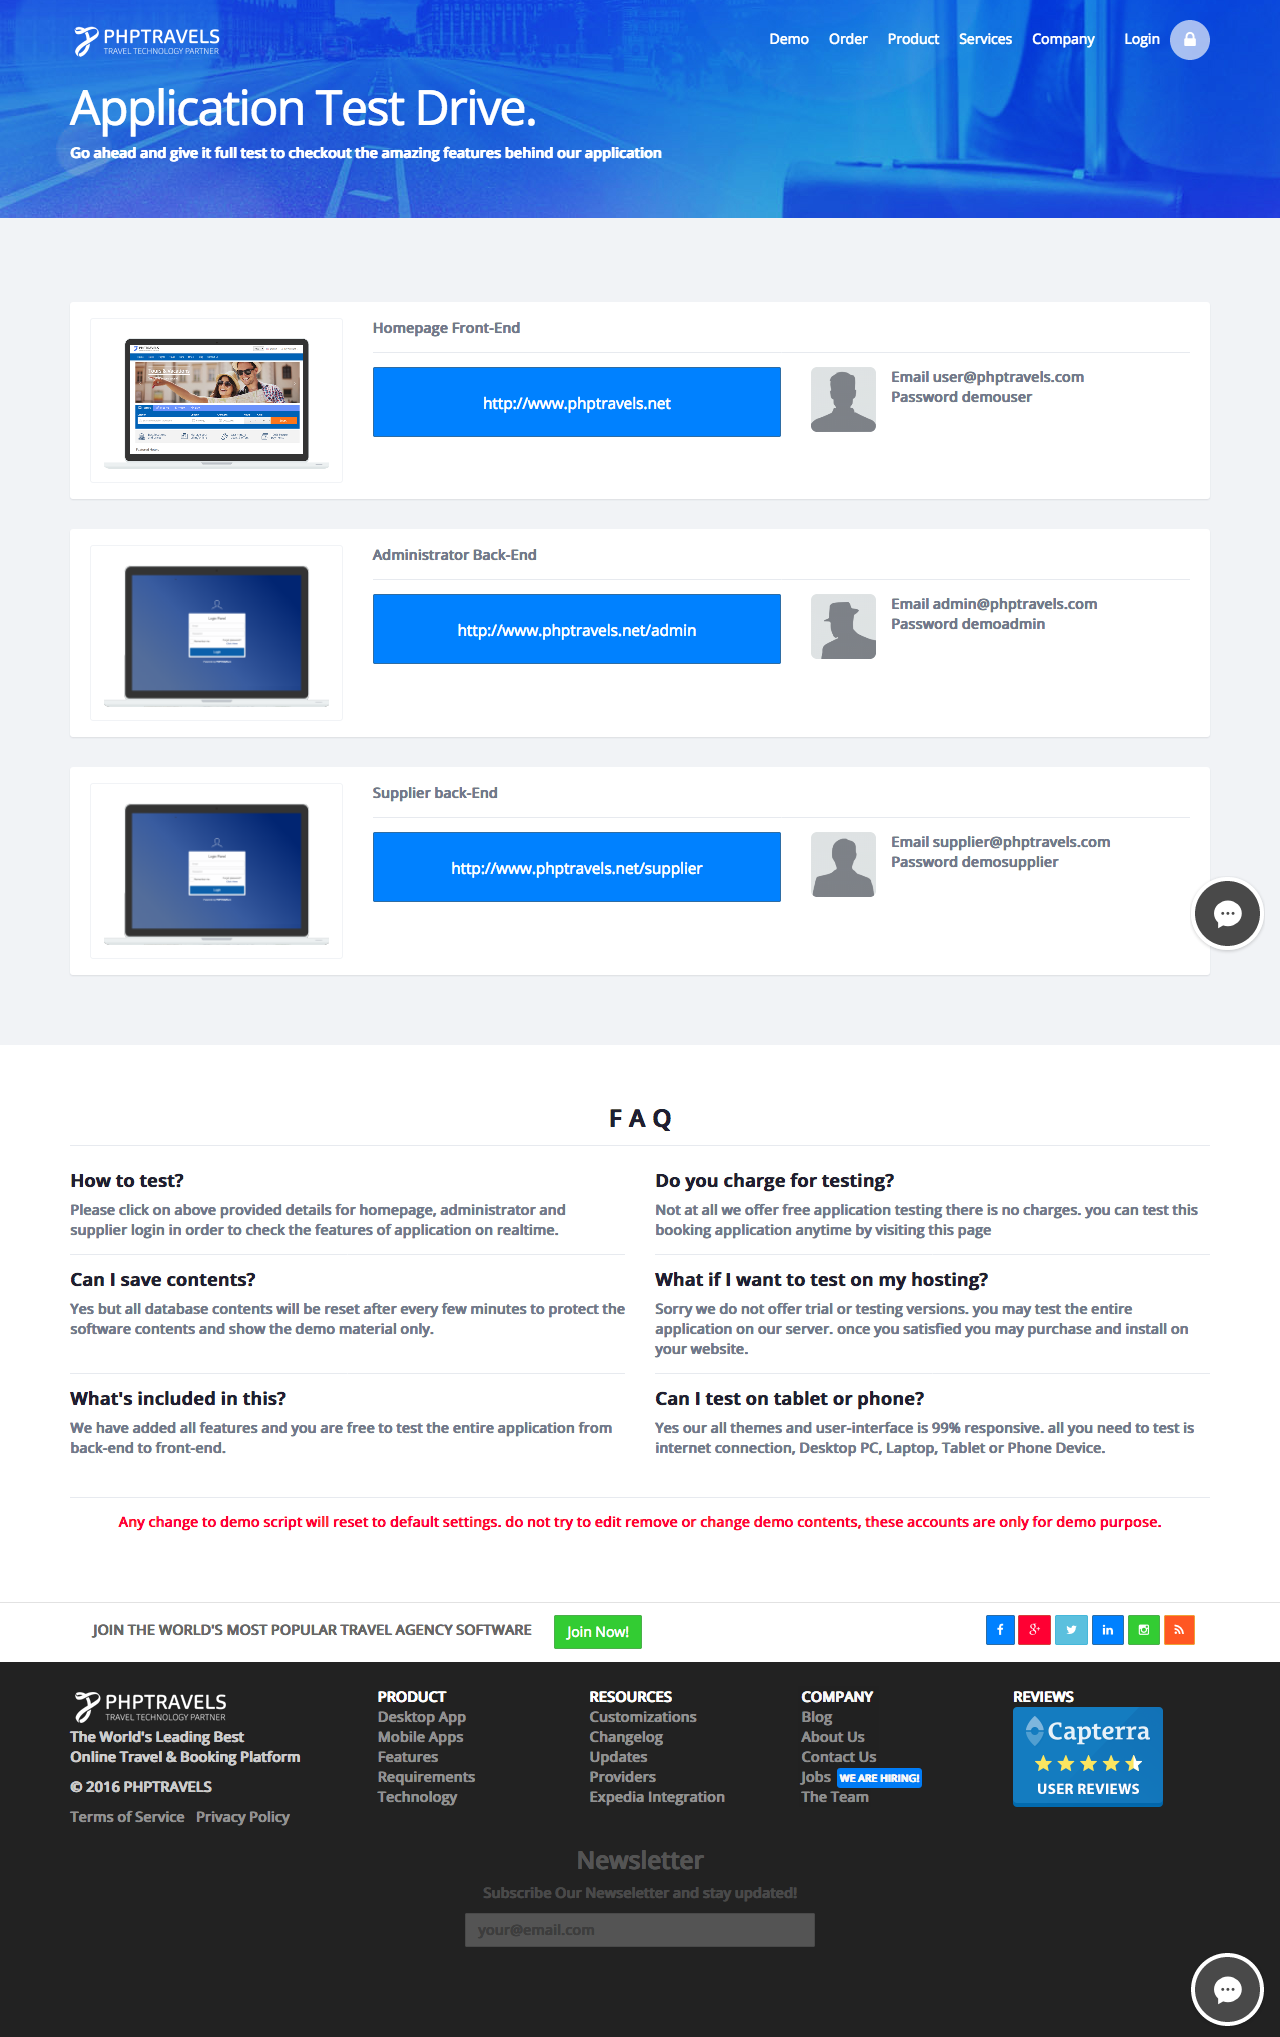 PHPTRAVELS
TRAVEL TECHNOLOGY PARTNER
Demo Order Product Services Company Login
Application Test Drive.
Go ahead and give it full test to checkout the amazing features behind our application
Homepage Front-End
http://www.phptravels.net
Email user@phptravels.com
Password demouser
Administrator Back-End
http://www.phptravels.net/admin
Email admin@phptravels.com
Password demoadmin
Supplier back-End
http://www.phptravels.net/supplier
Email supplier@phptravels.com
Password demosupplier
F A Q
How to test?
Please click on above provided details for homepage, administrator and
supplier login in order to check the features of application on realtime.
Do you charge for testing?
Not at all we offer free application testing there is no charges. you can test this
booking application anytime by visiting this page
Can I save contents?
Yes but all database contents will be reset after every few minutes to protect the
software contents and show the demo material only.
What if I want to test on my hosting?
Sorry we do not offer trial or testing versions. you may test the entire
application on our server. once you satisfied you may purchase and install on
your website.
What's included in this?
We have added all features and you are free to test the entire application from
back-end to front-end.
Can I test on tablet or phone?
Yes our all themes and user-interface is 99% responsive. all you need to test is
internet connection, Desktop PC, Laptop, Tablet or Phone Device.
Any change to demo script will reset to default settings. do not try to edit remove or change demo contents, these accounts are only for demo purpose.
JOIN THE WORLD'S MOST POPULAR TRAVEL AGENCY SOFTWARE
Join Now!
PHPTRAVELS
TRAVEL TECHNOLOGY PARTNER
The World's Leading Best
Online Travel & Booking Platform
© 2016 PHPTRAVELS
Terms of Service Privacy Policy
PRODUCT
Desktop App
Mobile Apps
Features
Requirements
Technology
RESOURCES
Customizations
Changelog
Updates
Providers
Expedia Integration
COMPANY
Blog
About Us
Contact Us
Jobs WE ARE HIRING!
The Team
REVIEWS
Capterra
USER REVIEWS
Newsletter
Subscribe Our Newseletter and stay updated!
your@email.com